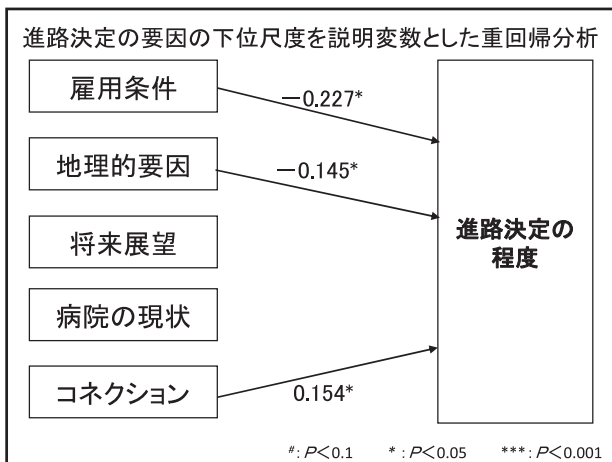 進路決定の要因の下位尺度を説明変数とした重回帰分析
雇用条件
－0.227*
地理的要因
－0.145*
将来展望
病院の現状
コネクション
0.154*
進路決定の
程度
#: P＜0.1 *: P＜0.05 ***: P＜0.001